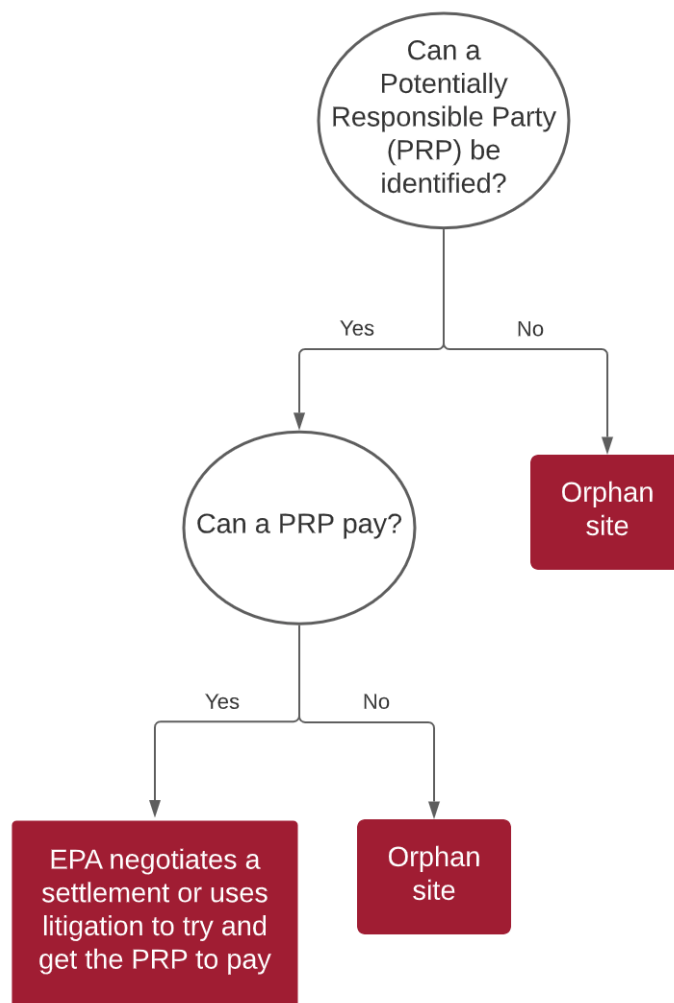 Can a
Potentially
Responsible Party
(PRP) be
identified?
Yes
No
Orphan
site
Can a PRP pay?
Yes
No
EPA negotiates a
settlement or uses
litigation to try and
get the PRP to pay
Orphan
site